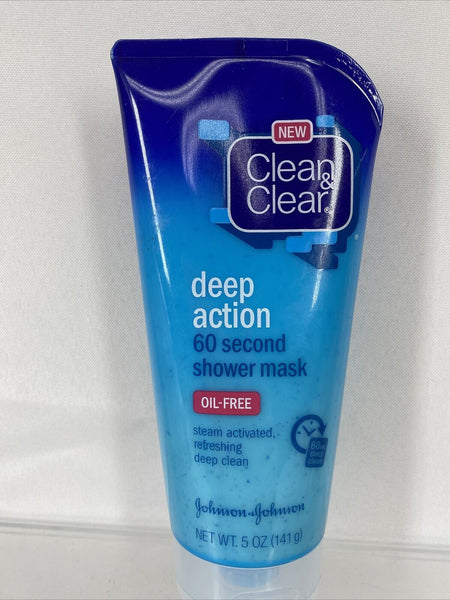 NEW
Clean
&
Clear®
deep
action
60 second
shower mask
OIL-FREE
steam activated,
refreshing
deep clean
Johnson & Johnson
NET WT. 5 OZ (141 g)